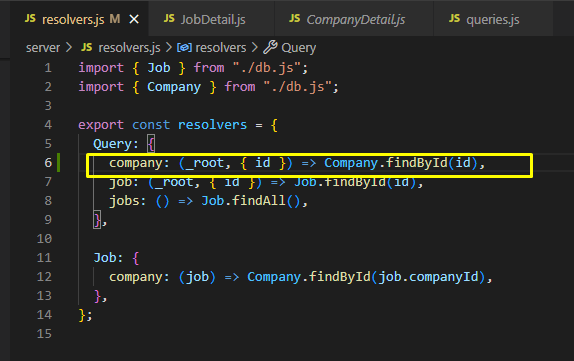 JS resolvers.js M ✕ JS JobDetail.js JS CompanyDetail.js JS queries.js
server > JS resolvers.js > resolvers > Query
1 import { Job } from "./db.js";
2 import { Company } from "./db.js";
3
4 export const resolvers = {
5   Query: {
6     company: (_root, { id }) => Company.findById(id),
7     job: (_root, { id }) => Job.findById(id),
8     jobs: () => Job.findAll(),
9   },
10
11   Job: {
12     company: (job) => Company.findById(job.companyId),
13   },
14 };
15